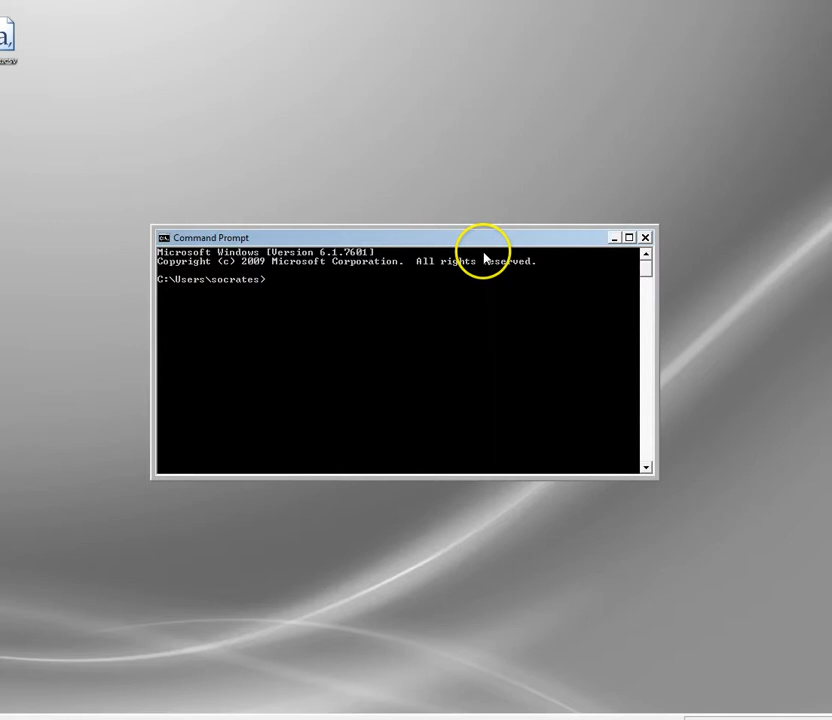 Command Prompt
Microsoft Windows [Version 6.1.7601]
Copyright (c) 2009 Microsoft Corporation.  All rights reserved.
C:\Users\socrates>